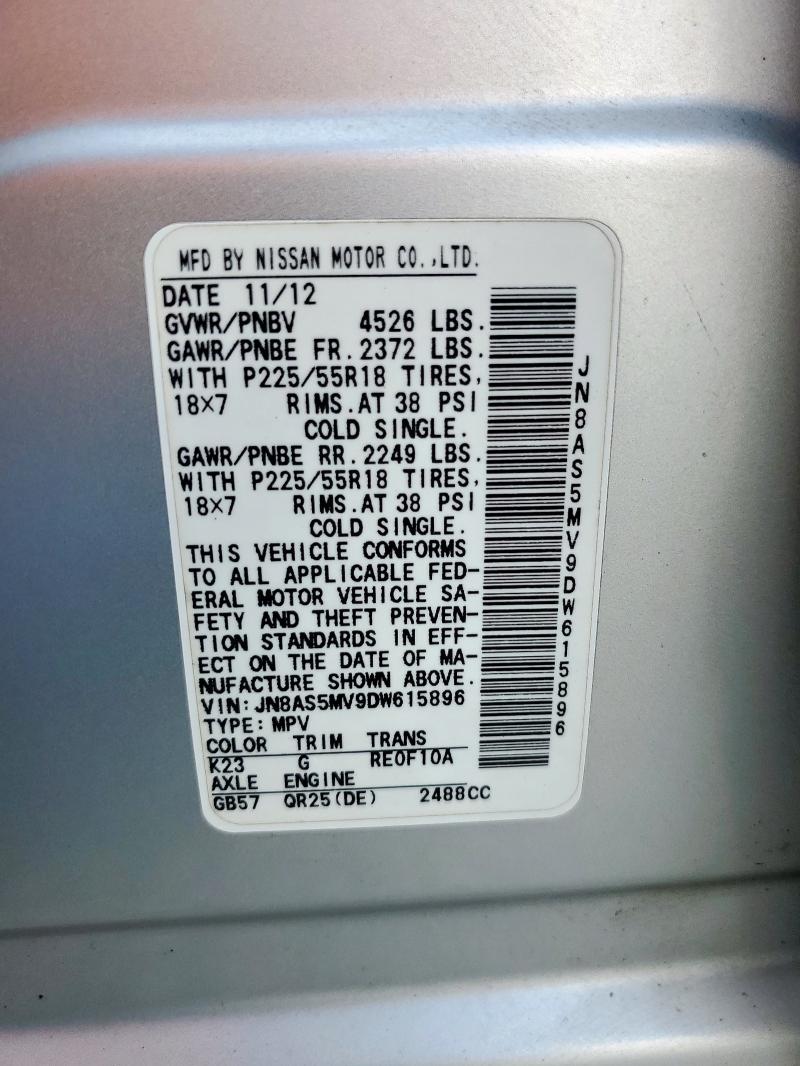 MFD BY NISSAN MOTOR CO.,LTD.
DATE 11/12
GVWR/PNBV 4526 LBS.
GAWR/PNBE FR.2372 LBS.
WITH P225/55R18 TIRES,
18×7 RIMS.AT 38 PSI
COLD SINGLE.
GAWR/PNBE RR.2249 LBS.
WITH P225/55R18 TIRES,
18×7 RIMS.AT 38 PSI
COLD SINGLE.
THIS VEHICLE CONFORMS
TO ALL APPLICABLE FED-
ERAL MOTOR VEHICLE SA-
FETY AND THEFT PREVEN-
TION STANDARDS IN EFF-
ECT ON THE DATE OF MA-
NUFACTURE SHOWN ABOVE.
VIN:JN8AS5MV9DW615896
TYPE:MPV
COLOR TRIM TRANS
K23 G RE0F10A
AXLE ENGINE
GB57 QR25(DE) 2488CC
JN8AS5MV9DW615896